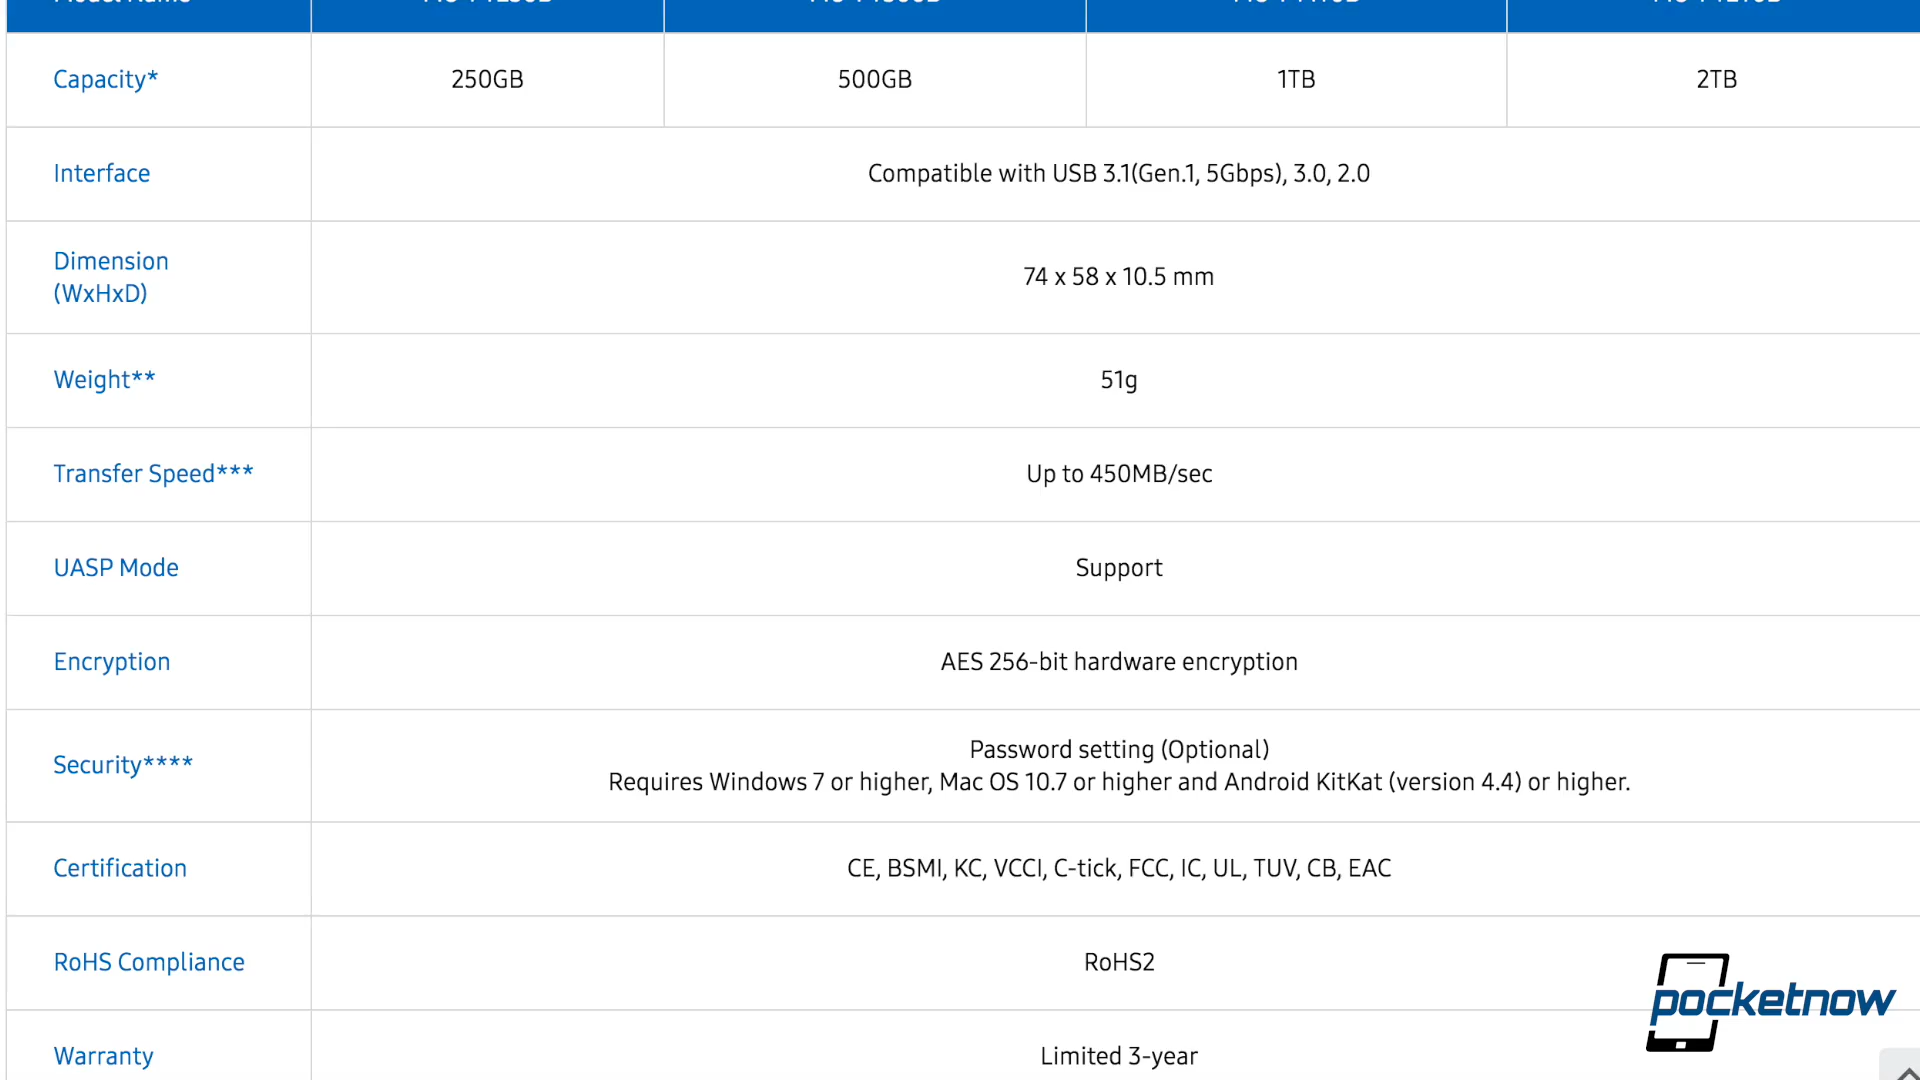 Model Name
Capacity* 250GB 500GB 1TB 2TB
Interface Compatible with USB 3.1(Gen.1, 5Gbps), 3.0, 2.0
Dimension
(WxHxD) 74 x 58 x 10.5 mm
Weight** 51g
Transfer Speed*** Up to 450MB/sec
UASP Mode Support
Encryption AES 256-bit hardware encryption
Security**** Password setting (Optional)
Requires Windows 7 or higher, Mac OS 10.7 or higher and Android KitKat (version 4.4) or higher.
Certification CE, BSMI, KC, VCCI, C-tick, FCC, IC, UL, TUV, CB, EAC
RoHS Compliance RoHS2
pocketnow
Warranty Limited 3-year